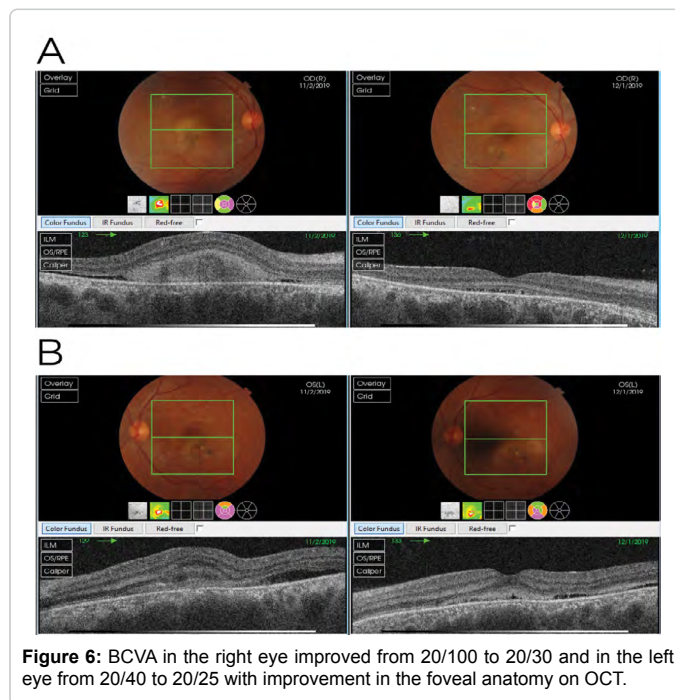 A
Overlay
Grid
OD(R)
11/2/2019
Overlay
Grid
OD(R)
12/1/2019
Color Fundus IR Fundus Red-free
Color Fundus IR Fundus Red-free
ILM
OS/RPE
Caliper
11/2/2019
ILM
OS/RPE
Caliper
12/1/2019
B
Overlay
Grid
OS(L)
11/2/2019
Overlay
Grid
OS(L)
12/1/2019
Color Fundus IR Fundus Red-free
Color Fundus IR Fundus Red-free
ILM
OS/RPE
Caliper
11/2/2019
ILM
OS/RPE
Caliper
12/1/2019
Figure 6: BCVA in the right eye improved from 20/100 to 20/30 and in the left
eye from 20/40 to 20/25 with improvement in the foveal anatomy on OCT.